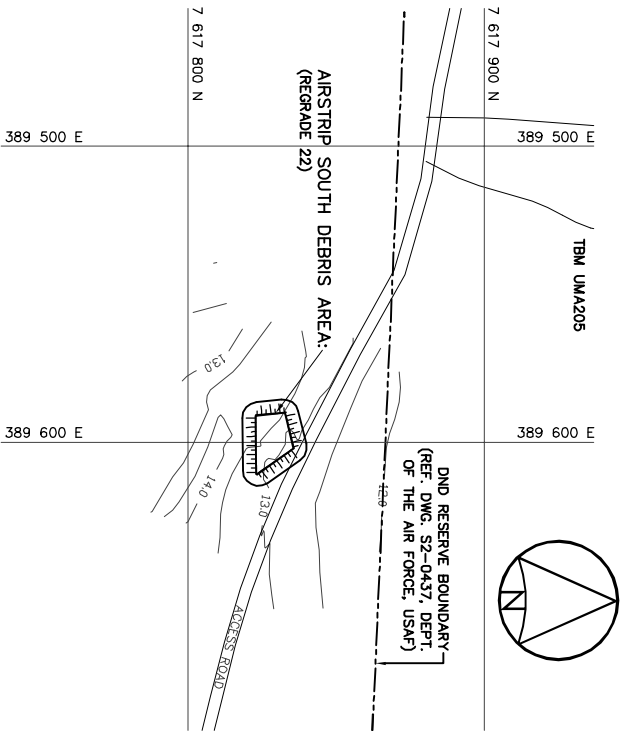 7 617 800 N
7 617 900 N
389 500 E
389 500 E
AIRSTRIP SOUTH DEBRIS AREA:
(REGRADE 22)
TBM UMA205
13.0
389 600 E
389 600 E
DND RESERVE BOUNDARY
(REF. DWG. S2-0437, DEPT.
OF THE AIR FORCE, USAF)
12.0
14.0
13.0
N
ACCESS ROAD